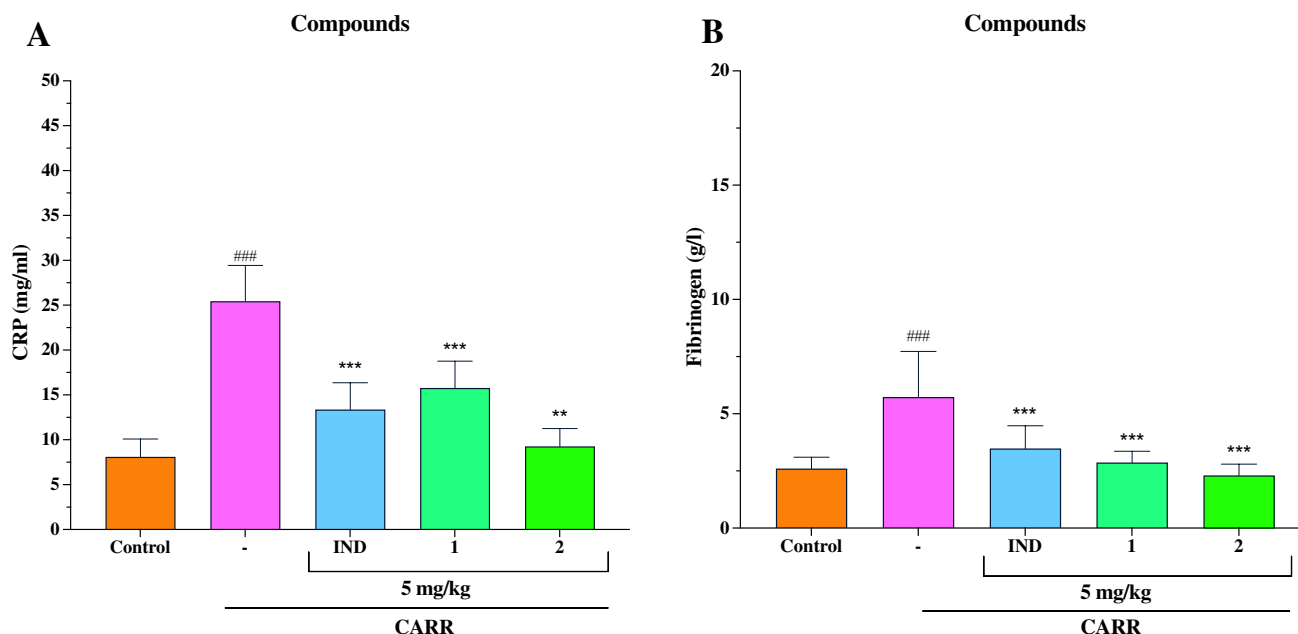 A
Compounds
CRP (mg/ml)
50
45
40
35
30
25
20
15
10
5
0
###
***
***
**
Control
-
IND
1
2
5 mg/kg
CARR
B
Compounds
Fibrinogen (g/l)
20
15
10
5
0
###
***
***
***
Control
-
IND
1
2
5 mg/kg
CARR